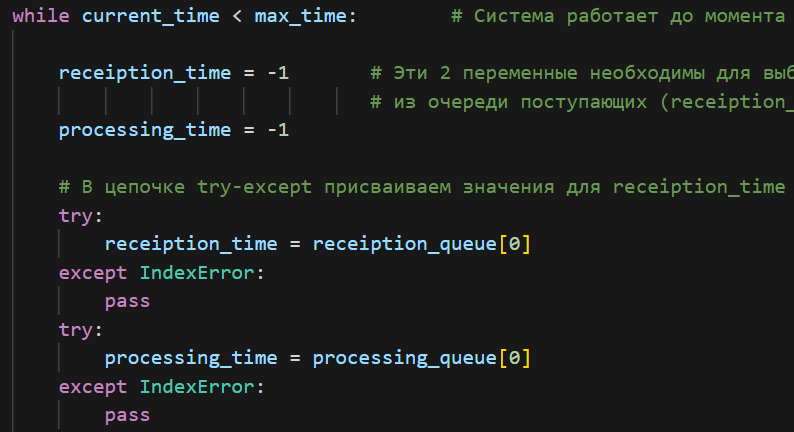 while current_time < max_time:        # Система работает до момента
    receiption_time = -1       # Эти 2 переменные необходимы для
                               # из очереди поступающих (receiption_
    processing_time = -1
    # В цепочке try-except присваиваем значения для receiption_time
    try:
        receiption_time = receiption_queue[0]
    except IndexError:
        pass
    try:
        processing_time = processing_queue[0]
    except IndexError:
        pass